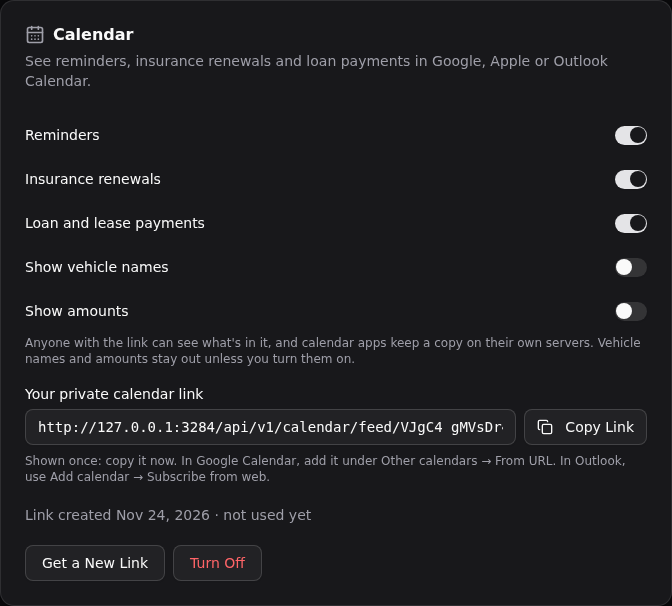 Calendar
See reminders, insurance renewals and loan payments in Google, Apple or Outlook
Calendar.
Reminders
Insurance renewals
Loan and lease payments
Show vehicle names
Show amounts
Anyone with the link can see what's in it, and calendar apps keep a copy on their own servers. Vehicle
names and amounts stay out unless you turn them on.
Your private calendar link
http://127.0.0.1:3284/api/v1/calendar/feed/VJgC4_gMVsDr
Copy Link
Shown once: copy it now. In Google Calendar, add it under Other calendars → From URL. In Outlook,
use Add calendar → Subscribe from web.
Link created Nov 24, 2026 · not used yet
Get a New Link
Turn Off